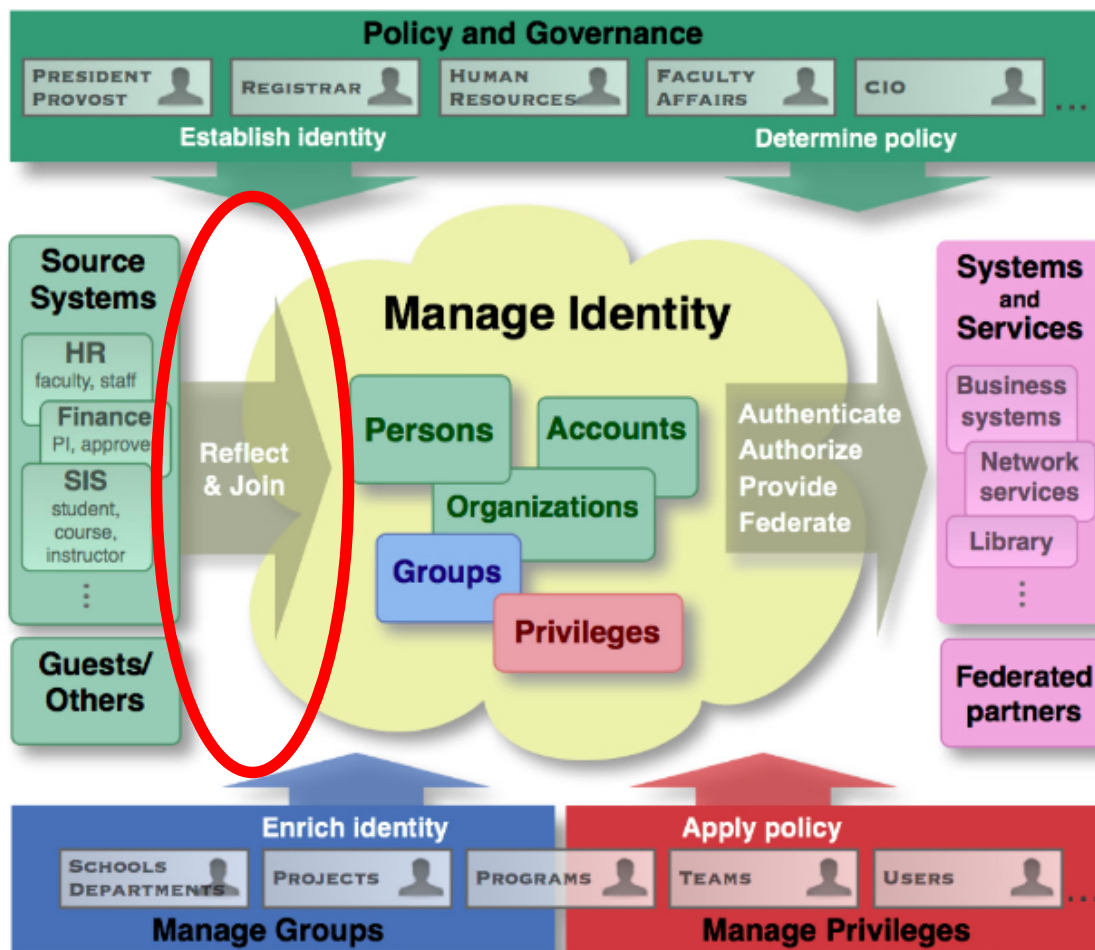 Policy and Governance
PRESIDENT
PROVOST
REGISTRAR
HUMAN
RESOURCES
FACULTY
AFFAIRS
CIO
...
Establish identity
Determine policy
Source
Systems
HR
faculty, staff
Finance
PI, approve
SIS
student,
course,
instructor
⋮
Guests/
Others
Reflect
& Join
Manage Identity
Persons
Accounts
Organizations
Groups
Privileges
Authenticate
Authorize
Provide
Federate
Systems
and
Services
Business
systems
Network
services
Library
⋮
Federated
partners
Enrich identity
Apply policy
SCHOOLS
DEPARTMENTS
PROJECTS
PROGRAMS
TEAMS
USERS
...
Manage Groups
Manage Privileges